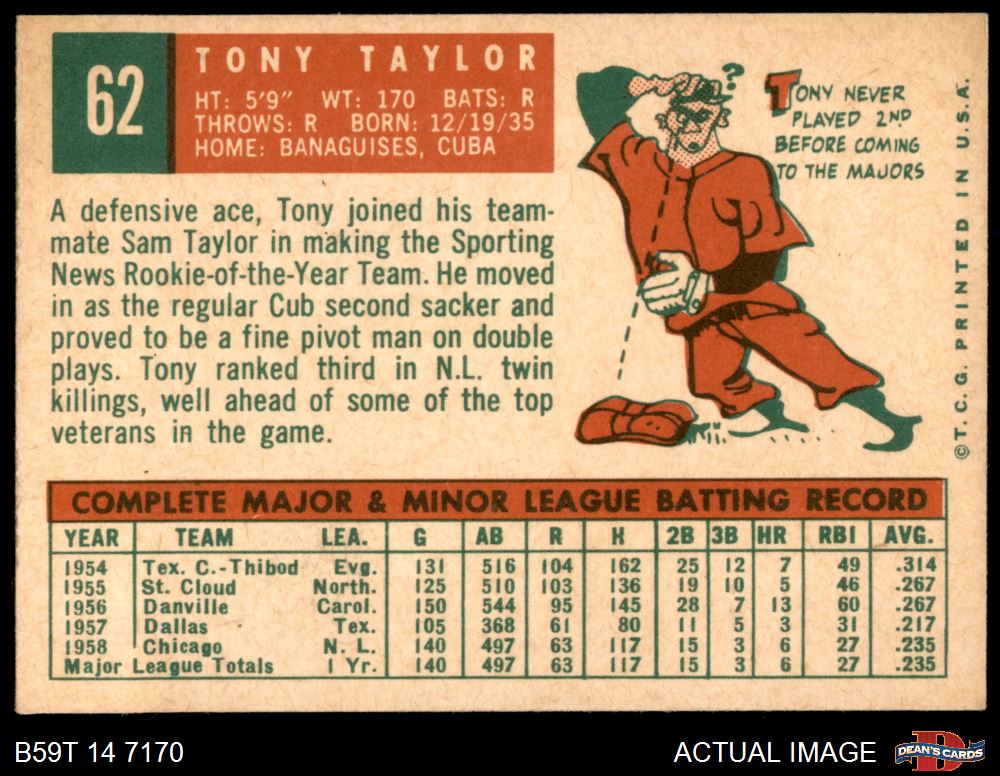 62
TONY TAYLOR
HT: 5'9" WT: 170 BATS: R
THROWS: R BORN: 12/19/35
HOME: BANAGUISES, CUBA
A defensive ace, Tony joined his team-
mate Sam Taylor in making the Sporting
News Rookie-of-the-Year Team. He moved
in as the regular Cub second sacker and
proved to be a fine pivot man on double
plays. Tony ranked third in N.L. twin
killings, well ahead of some of the top
veterans in the game.
?
TONY NEVER
PLAYED 2ND
BEFORE COMING
TO THE MAJORS
©T.C.G. PRINTED IN U.S.A.
COMPLETE MAJOR & MINOR LEAGUE BATTING RECORD
YEAR TEAM LEA. G AB R H 2B 3B HR RBI AVG.
1954 Tex. C.-Thibod Evg. 131 516 104 162 25 12 7 49 .314
1955 St. Cloud North. 125 510 103 136 19 10 5 46 .267
1956 Danville Carol. 150 544 95 145 28 7 13 60 .267
1957 Dallas Tex. 105 368 61 80 11 5 3 31 .217
1958 Chicago N. L. 140 497 63 117 15 3 6 27 .235
Major League Totals 1 Yr. 140 497 63 117 15 3 6 27 .235
B59T 14 7170
ACTUAL IMAGE
DEAN'S CARDS